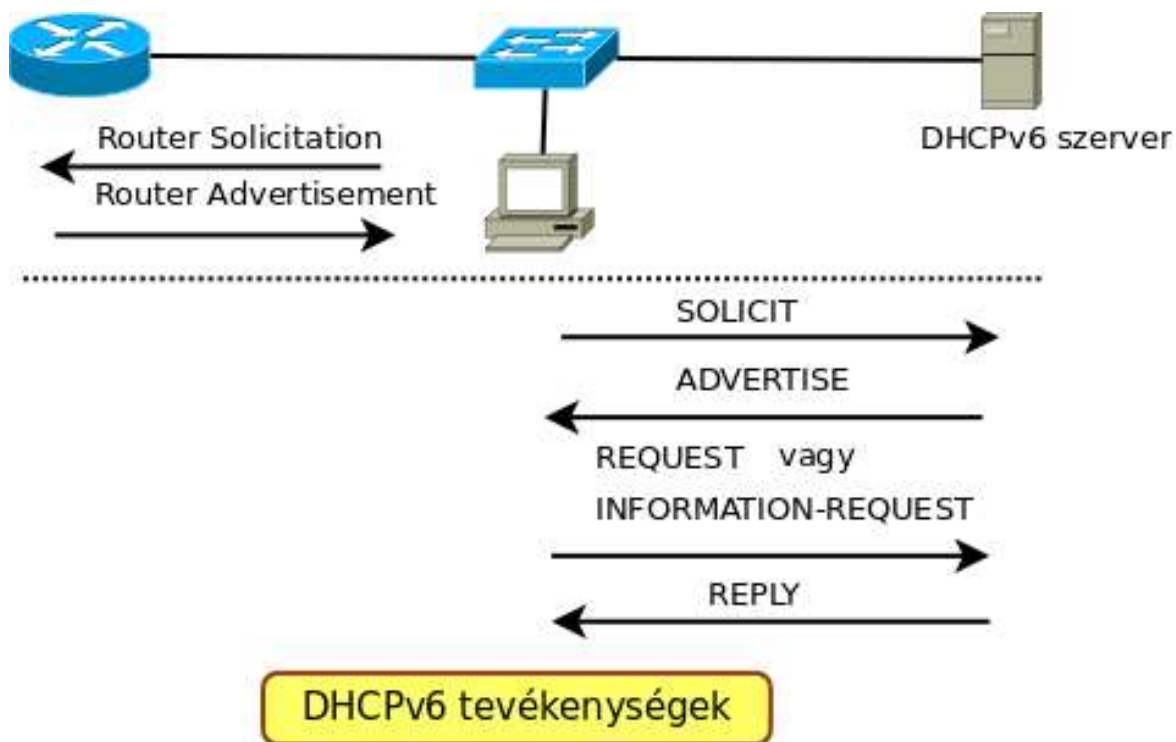 Router Solicitation
DHCPv6 szerver
Router Advertisement
SOLICIT
ADVERTISE
REQUEST vagy
INFORMATION-REQUEST
REPLY
DHCPv6 tevékenységek